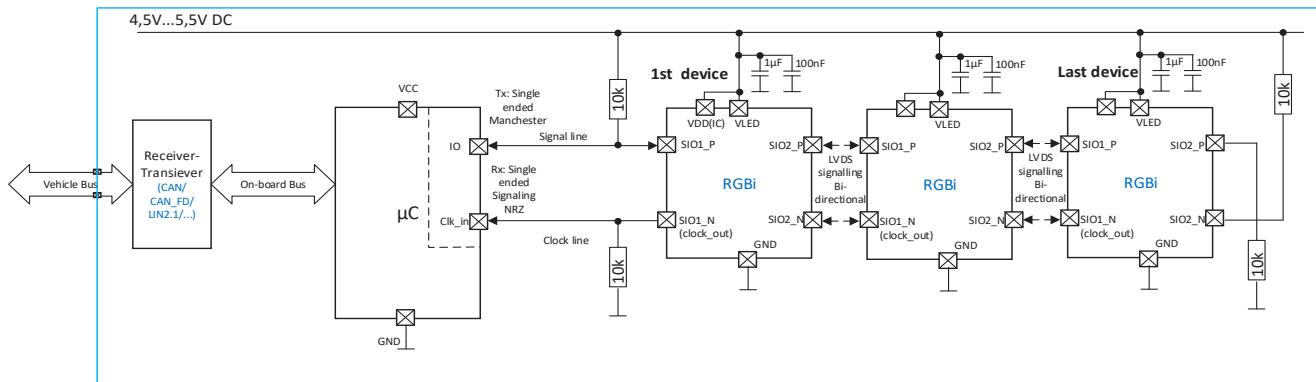 4,5V...5,5V DC
VCC
Tx: Single
ended
Manchester
Signal line
IO
Receiver-
Transiever
(CAN/
CAN_FD/
LIN2.1/...)
Vehicle Bus
On-board Bus
µC
Rx: Single
ended
Signaling
NRZ
Clk_in
Clock line
GND
10k
10k
1st device
1µF
100nF
VDD(IC)
VLED
SIO1_P
SIO2_P
RGBi
SIO1_N
(clock_out)
SIO2_N
GND
LVDS
signalling
Bi-
directional
1µF
100nF
VLED
SIO1_P
SIO2_P
RGBi
SIO1_N
(clock_out)
SIO2_N
GND
LVDS
signalling
Bi-
directional
Last device
1µF
100nF
VLED
SIO1_P
SIO2_P
RGBi
SIO1_N
(clock_out)
SIO2_N
GND
10k
10k